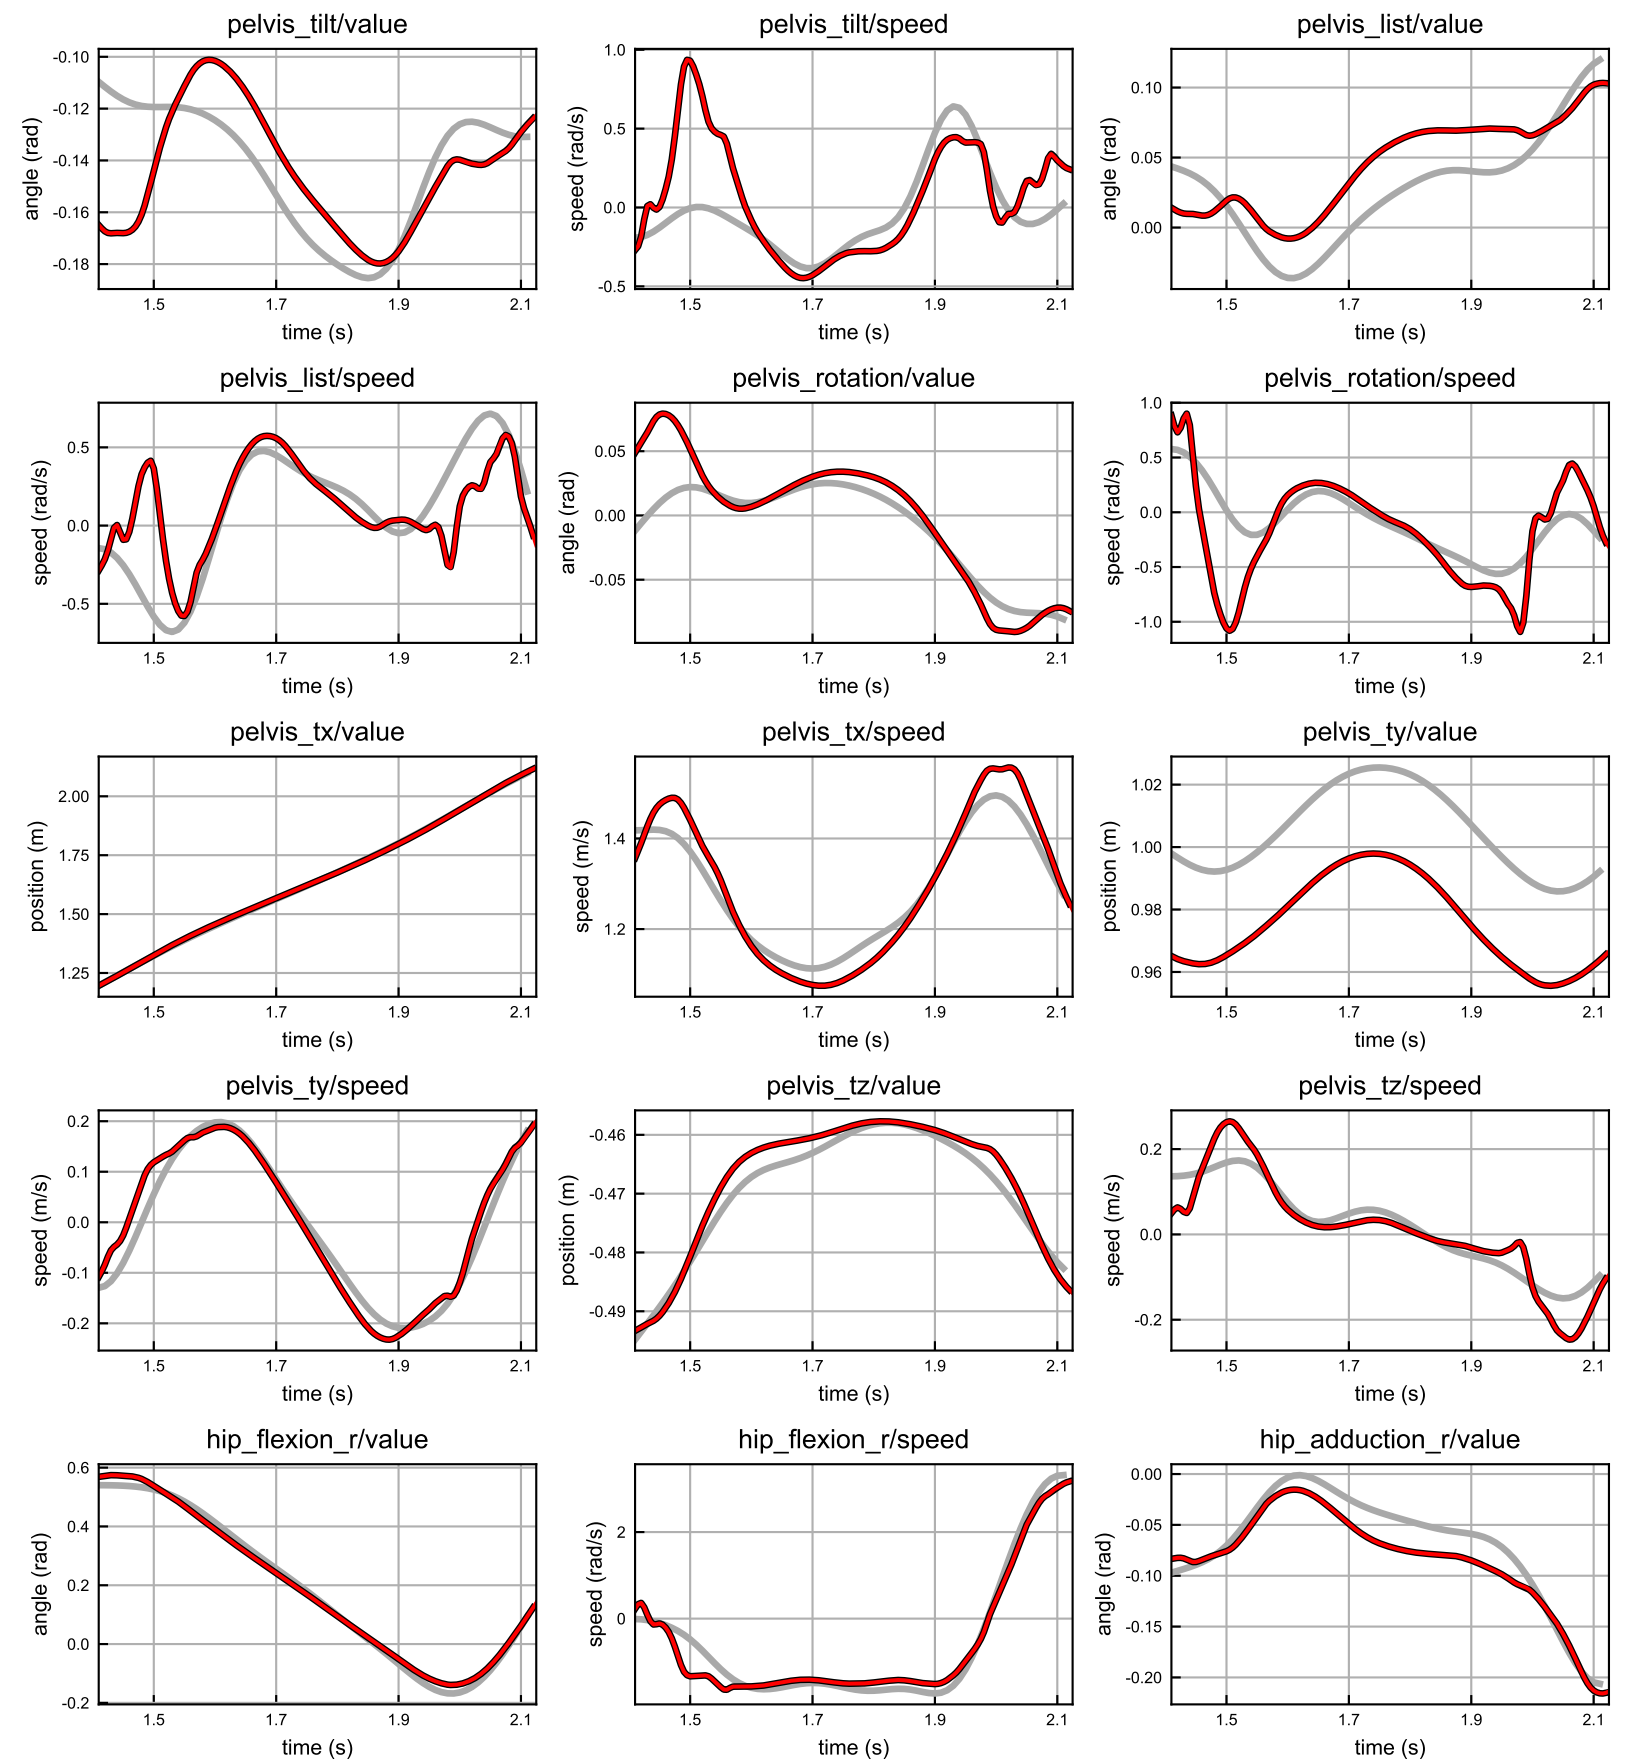 pelvis_tilt/value
pelvis_tilt/speed
pelvis_list/value
angle (rad)
-0.10
-0.12
-0.14
-0.16
-0.18
1.5 1.7 1.9 2.1
time (s)
speed (rad/s)
1.0
0.5
0.0
-0.5
1.5 1.7 1.9 2.1
time (s)
angle (rad)
0.10
0.05
0.00
1.5 1.7 1.9 2.1
time (s)
pelvis_list/speed
pelvis_rotation/value
pelvis_rotation/speed
speed (rad/s)
0.5
0.0
-0.5
1.5 1.7 1.9 2.1
time (s)
angle (rad)
0.05
0.00
-0.05
1.5 1.7 1.9 2.1
time (s)
speed (rad/s)
1.0
0.5
0.0
-0.5
-1.0
1.5 1.7 1.9 2.1
time (s)
pelvis_tx/value
pelvis_tx/speed
pelvis_ty/value
position (m)
2.00
1.75
1.50
1.25
1.5 1.7 1.9 2.1
time (s)
speed (m/s)
1.4
1.2
1.5 1.7 1.9 2.1
time (s)
position (m)
1.02
1.00
0.98
0.96
1.5 1.7 1.9 2.1
time (s)
pelvis_ty/speed
pelvis_tz/value
pelvis_tz/speed
speed (m/s)
0.2
0.1
0.0
-0.1
-0.2
1.5 1.7 1.9 2.1
time (s)
position (m)
-0.46
-0.47
-0.48
-0.49
1.5 1.7 1.9 2.1
time (s)
speed (m/s)
0.2
0.0
-0.2
1.5 1.7 1.9 2.1
time (s)
hip_flexion_r/value
hip_flexion_r/speed
hip_adduction_r/value
angle (rad)
0.6
0.4
0.2
0.0
-0.2
1.5 1.7 1.9 2.1
time (s)
speed (rad/s)
2
0
1.5 1.7 1.9 2.1
time (s)
angle (rad)
0.00
-0.05
-0.10
-0.15
-0.20
1.5 1.7 1.9 2.1
time (s)